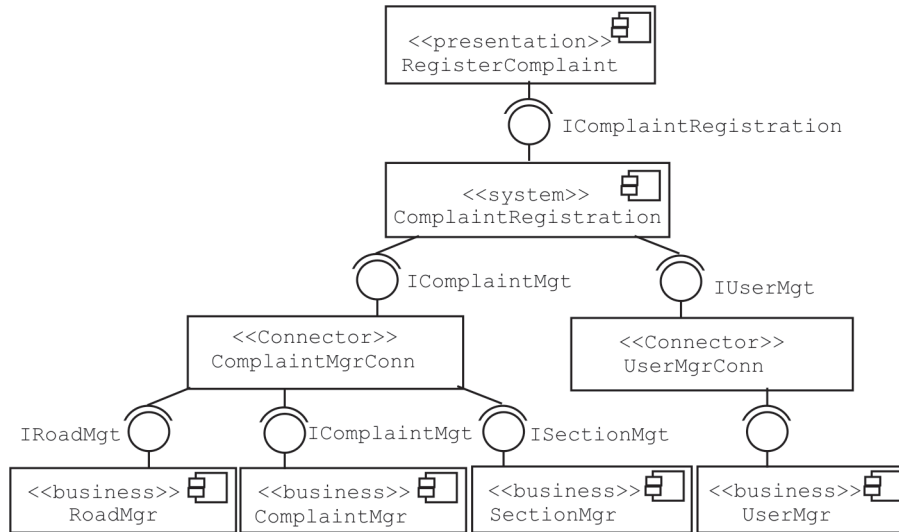 <<presentation>>
RegisterComplaint
IComplaintRegistration
<<system>>
ComplaintRegistration
IComplaintMgt
IUserMgt
<<Connector>>
ComplaintMgrConn
<<Connector>>
UserMgrConn
IRoadMgt
IComplaintMgt
ISectionMgt
<<business>>
RoadMgr
<<business>>
ComplaintMgr
<<business>>
SectionMgr
<<business>>
UserMgr